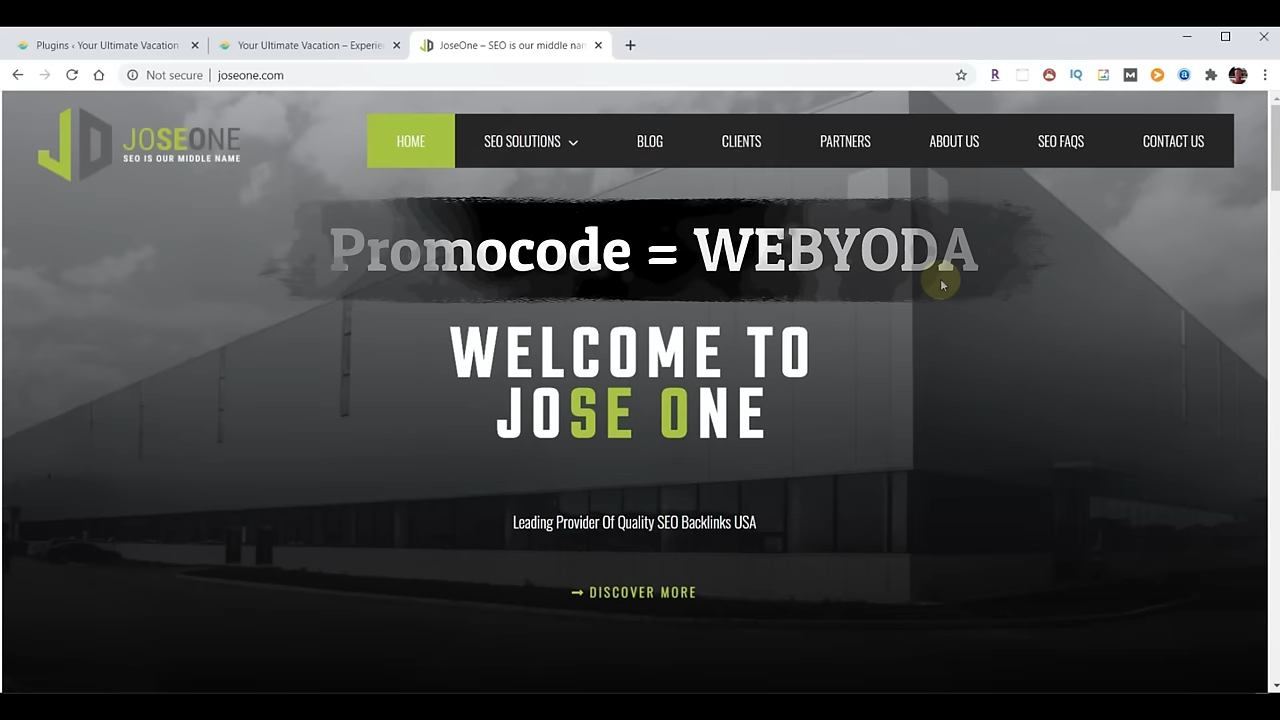 Plugins ‹ Your Ultimate Vacation
Your Ultimate Vacation – Experie
JoseOne – SEO is our middle nam
Not secure | joseone.com
JOSEONE
SEO IS OUR MIDDLE NAME
HOME
SEO SOLUTIONS
BLOG
CLIENTS
PARTNERS
ABOUT US
SEO FAQS
CONTACT US
Promocode = WEBYODA
WELCOME TO
JOSE ONE
Leading Provider Of Quality SEO Backlinks USA
→ DISCOVER MORE